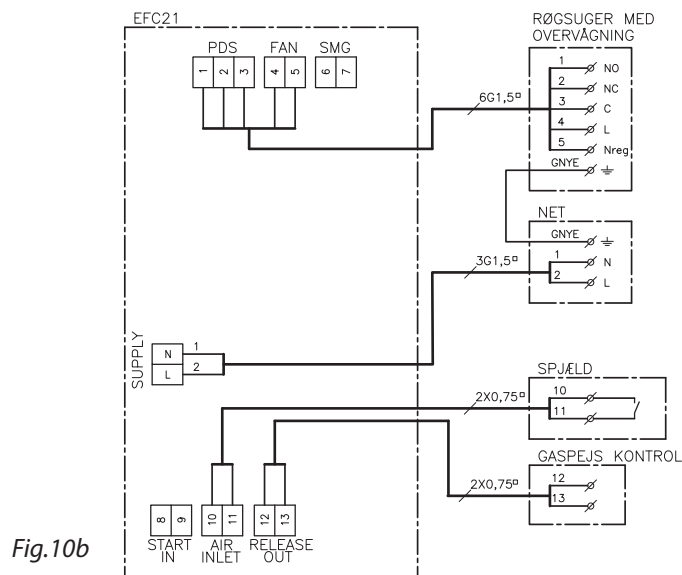 EFC21
RØGSUGER MED
OVERVÅGNING
PDS FAN SMG
1 2 3 4 5 6 7
1 NO
2 NC
6G1,5▫ 3 C
4 L
5 Nreg
GNYE
NET
GNYE
3G1,5▫ 1 N
2 L
SUPPLY
N 1
L 2
SPJÆLD
2X0,75▫ 10
11
GASPEJS KONTROL
2X0,75▫ 12
13
8 9 10 11 12 13
START IN
AIR INLET
RELEASE OUT
Fig.10b